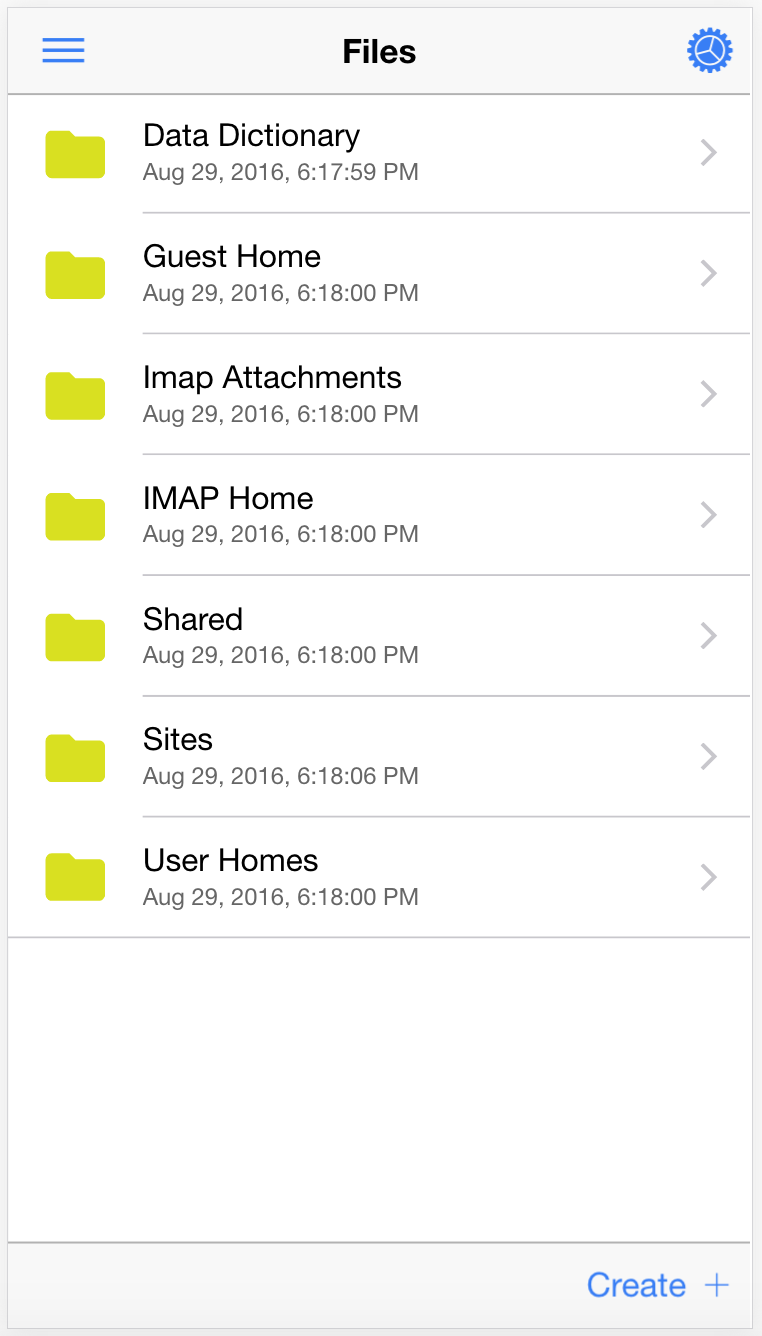 Files
Data Dictionary
Aug 29, 2016, 6:17:59 PM
Guest Home
Aug 29, 2016, 6:18:00 PM
Imap Attachments
Aug 29, 2016, 6:18:00 PM
IMAP Home
Aug 29, 2016, 6:18:00 PM
Shared
Aug 29, 2016, 6:18:00 PM
Sites
Aug 29, 2016, 6:18:06 PM
User Homes
Aug 29, 2016, 6:18:00 PM
Create +